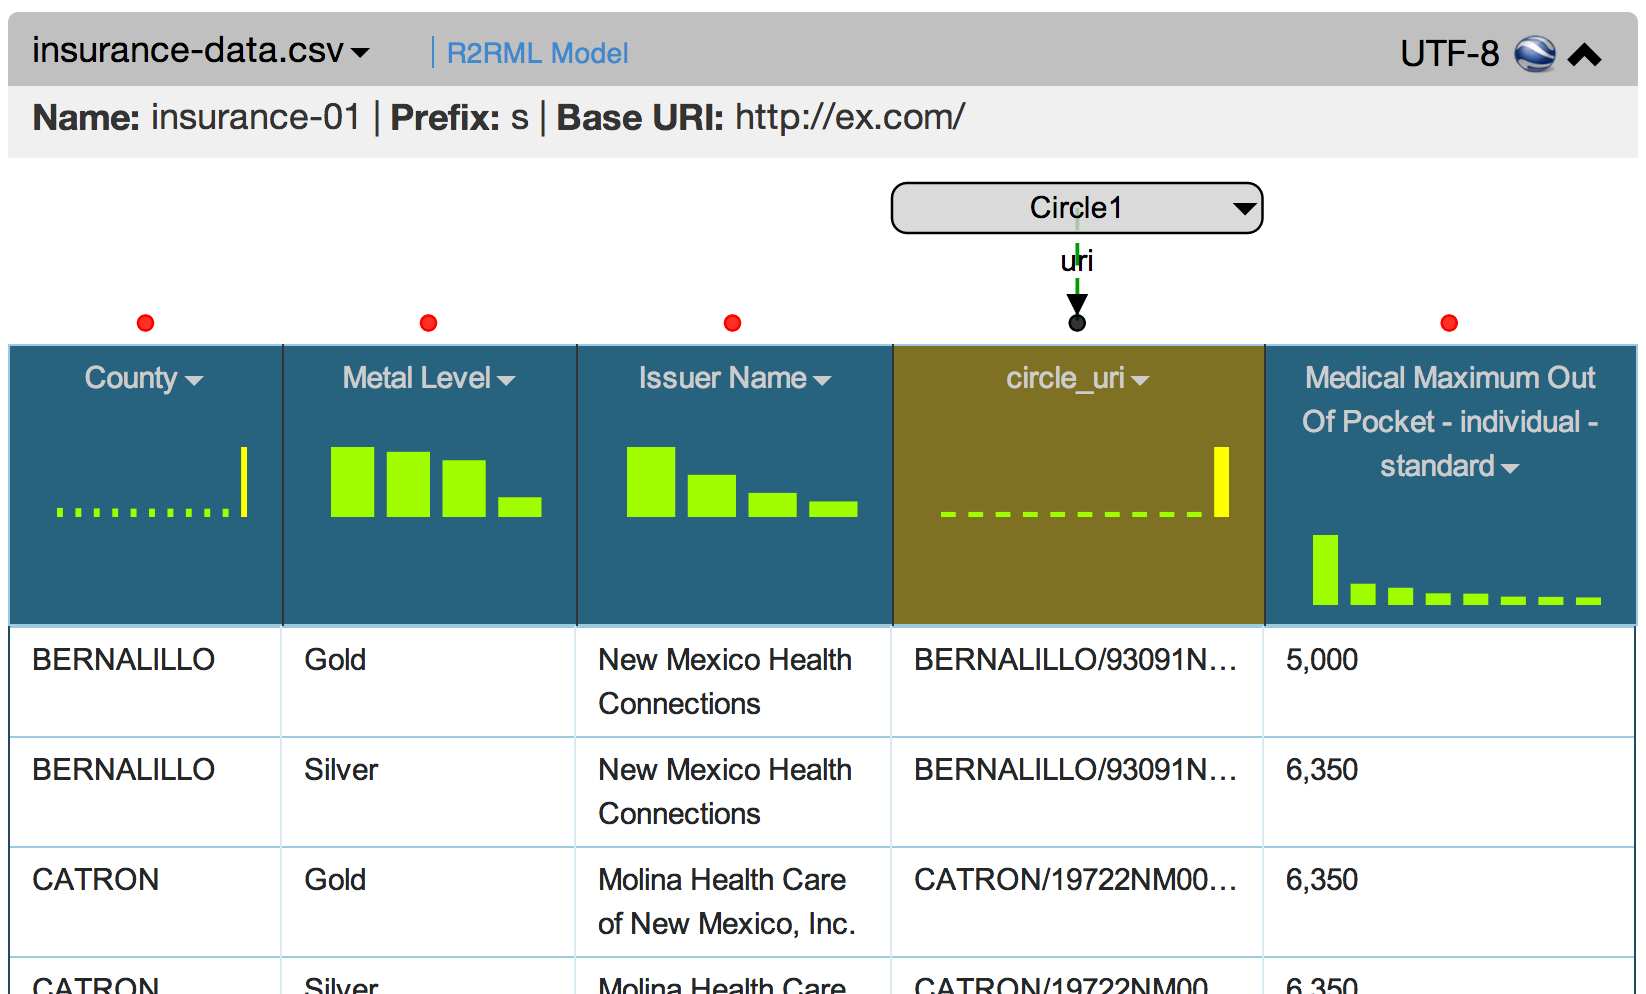 insurance-data.csv R2RML Model UTF-8
Name: insurance-01 | Prefix: s | Base URI: http://ex.com/
Circle1
uri
County Metal Level Issuer Name circle_uri Medical Maximum Out
Of Pocket - individual -
standard
BERNALILLO Gold New Mexico Health BERNALILLO/93091N... 5,000
Connections
BERNALILLO Silver New Mexico Health BERNALILLO/93091N... 6,350
Connections
CATRON Gold Molina Health Care CATRON/19722NM00... 6,350
of New Mexico, Inc.
CATRON Silver Molina Health Care CATRON/19722NM00... 6,350